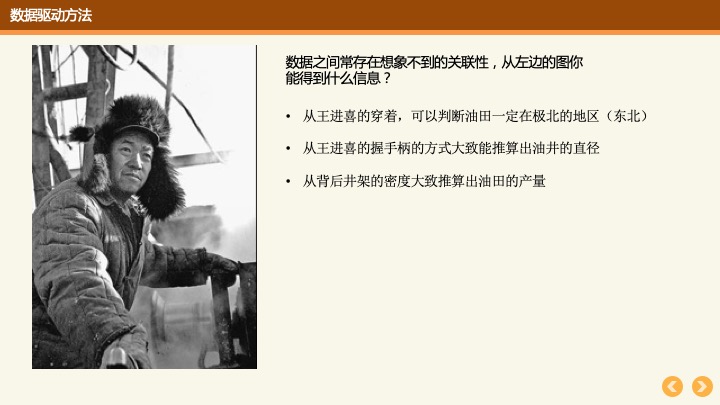 数据驱动方法
数据之间常存在想象不到的关联性，从左边的图你
能得到什么信息？
• 从王进喜的穿着，可以判断油田一定在极北的地区（东北）
• 从王进喜的握手柄的方式大致能推算出油井的直径
• 从背后井架的密度大致推算出油田的产量